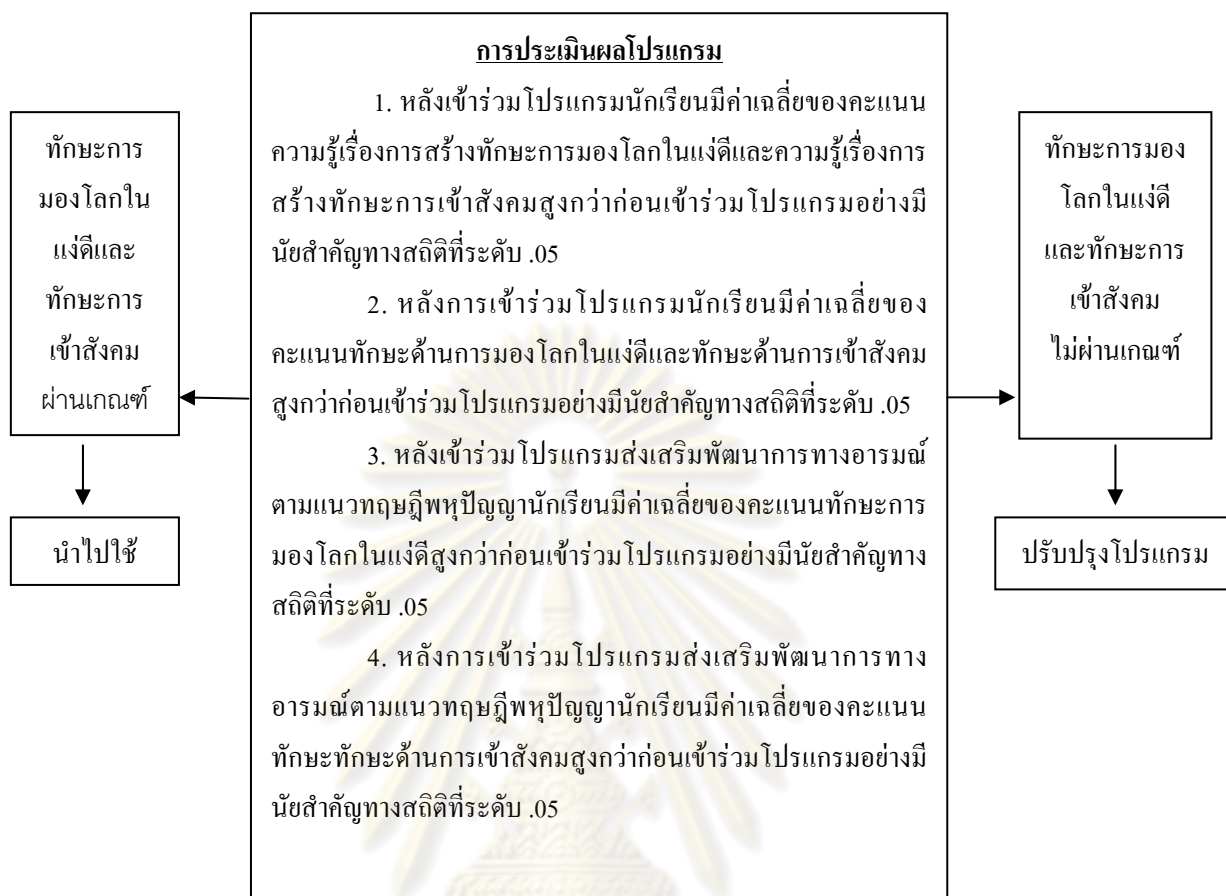 การประเมินผลโปรแกรม
1. หลังเข้าร่วมโปรแกรมนักเรียนมีค่าเฉลี่ยของคะแนน
ความรู้เรื่องการสร้างทักษะการมองโลกในแง่ดีและความรู้เรื่องการ
สร้างทักษะการเข้าสังคมสูงกว่าก่อนเข้าร่วมโปรแกรมอย่างมี
นัยสำคัญทางสถิติที่ระดับ .05
2. หลังการเข้าร่วมโปรแกรมนักเรียนมีค่าเฉลี่ยของ
คะแนนทักษะด้านการมองโลกในแง่ดีและทักษะด้านการเข้าสังคม
สูงกว่าก่อนเข้าร่วมโปรแกรมอย่างมีนัยสำคัญทางสถิติที่ระดับ .05
3. หลังเข้าร่วมโปรแกรมส่งเสริมพัฒนาการทางอารมณ์
ตามแนวทฤษฎีพหุปัญญานักเรียนมีค่าเฉลี่ยของคะแนนทักษะการ
มองโลกในแง่ดีสูงกว่าก่อนเข้าร่วมโปรแกรมอย่างมีนัยสำคัญทาง
สถิติที่ระดับ .05
4. หลังการเข้าร่วมโปรแกรมส่งเสริมพัฒนาการทาง
อารมณ์ตามแนวทฤษฎีพหุปัญญานักเรียนมีค่าเฉลี่ยของคะแนน
ทักษะทักษะด้านการเข้าสังคมสูงกว่าก่อนเข้าร่วมโปรแกรมอย่างมี
นัยสำคัญทางสถิติที่ระดับ .05
ทักษะการ
มองโลกใน
แง่ดีและ
ทักษะการ
เข้าสังคม
ผ่านเกณฑ์
นำไปใช้
ทักษะการมอง
โลกในแง่ดี
และทักษะการ
เข้าสังคม
ไม่ผ่านเกณฑ์
ปรับปรุงโปรแกรม